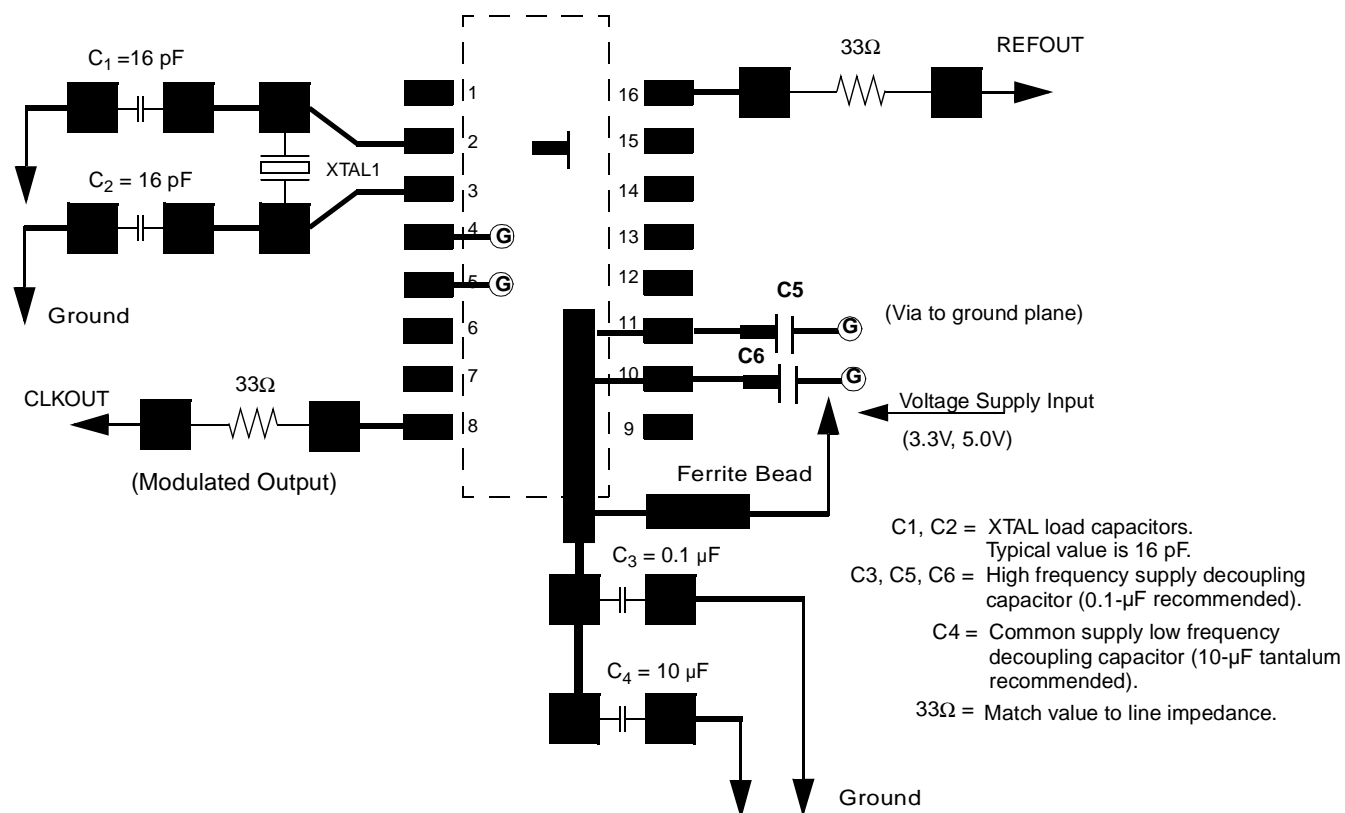 C1 =16 pF
C2 = 16 pF
XTAL1
Ground
1
2
3
4
5
6
7
8
CLKOUT
33Ω
(Modulated Output)
16
15
14
13
12
11
10
9
33Ω
REFOUT
C5
G
G
G
(Via to ground plane)
C6
G
Voltage Supply Input
(3.3V, 5.0V)
Ferrite Bead
C3 = 0.1 µF
C4 = 10 µF
Ground
C1, C2 = XTAL load capacitors.
Typical value is 16 pF.
C3, C5, C6 = High frequency supply decoupling
capacitor (0.1-µF recommended).
C4 = Common supply low frequency
decoupling capacitor (10-µF tantalum
recommended).
33Ω = Match value to line impedance.